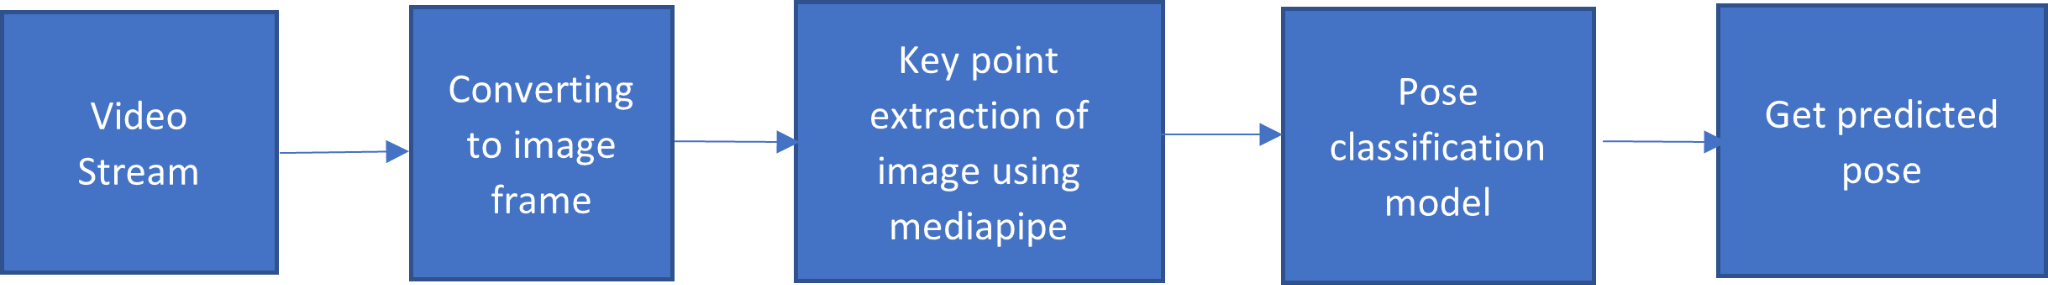 Video
Stream
Converting
to image
frame
Key point
extraction of
image using
mediapipe
Pose
classification
model
Get predicted
pose